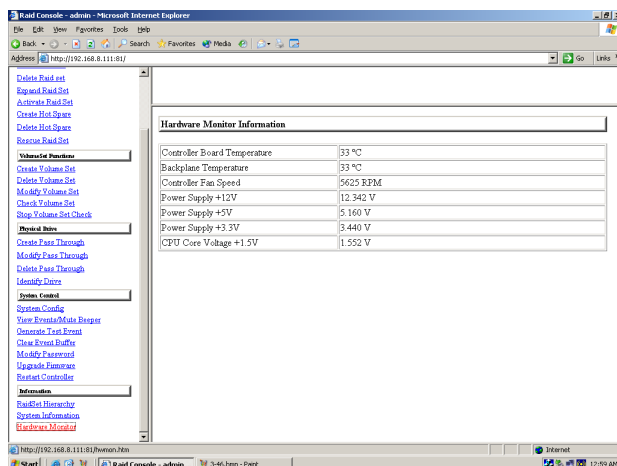 Raid Console - admin - Microsoft Internet Explorer
File Edit View Favorites Tools Help
Back Search Favorites Media
Address http://192.168.8.111:81/ Go Links
Delete Raid set
Expand Raid Set
Activate Raid Set
Create Hot Spare
Delete Hot Spare
Rescue Raid Set
VolumeSet Functions
Create Volume Set
Delete Volume Set
Modify Volume Set
Check Volume Set
Stop Volume Set Check
Physical Drive
Create Pass Through
Modify Pass Through
Delete Pass Through
Identify Drive
System Control
System Config
View Events/Mute Beeper
Generate Test Event
Clear Event Buffer
Modify Password
Upgrade Firmware
Restart Controller
Information
RaidSet Hierarchy
System Information
Hardware Monitor
Hardware Monitor Information
Controller Board Temperature 33 ºC
Backplane Temperature 33 ºC
Controller Fan Speed 5625 RPM
Power Supply +12V 12.342 V
Power Supply +5V 5.160 V
Power Supply +3.3V 3.440 V
CPU Core Voltage +1.5V 1.552 V
http://192.168.8.111:81/hwmon.htm Internet
Start Raid Console - admin ... 3-46.bmp - Paint 12:59 AM